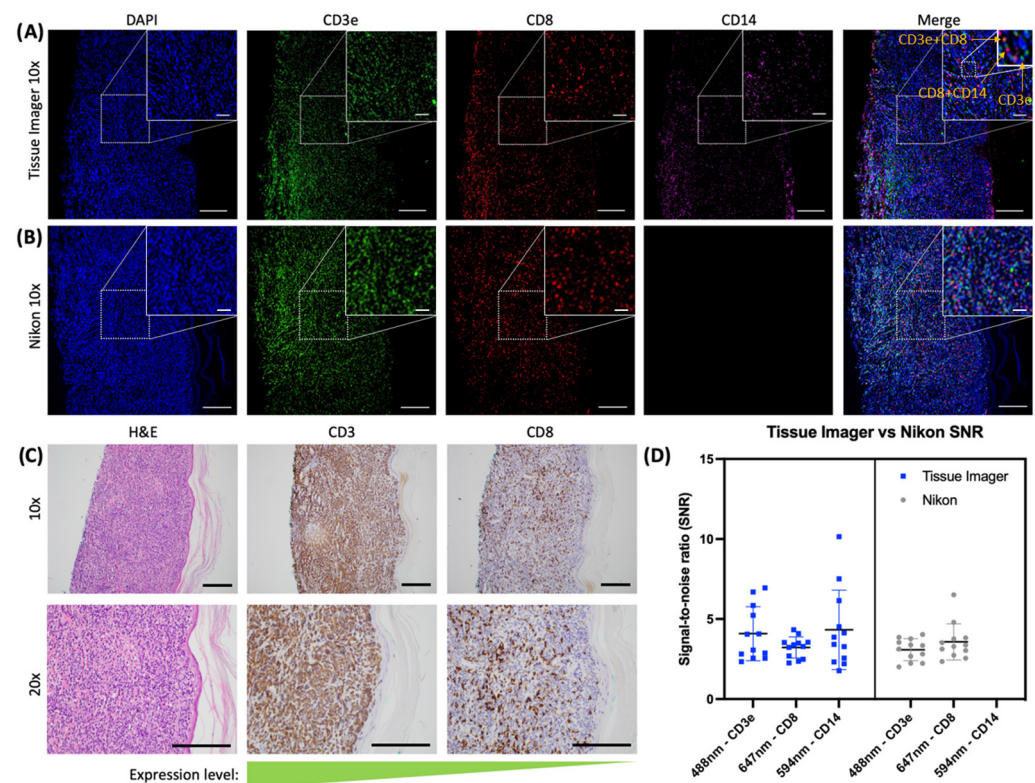 (A)
DAPI
CD3e
CD8
CD14
Merge
Tissue Imager 10x
CD3e+CD8
CD8+CD14
CD3e
(B)
Nikon 10x
(C)
H&E
CD3
CD8
10x
20x
Expression level:
(D)
Tissue Imager vs Nikon SNR
Signal-to-noise ratio (SNR)
15
10
5
0
Tissue Imager
Nikon
488nm - CD3e
647nm - CD8
594nm - CD14
488nm - CD3e
647nm - CD8
594nm - CD14